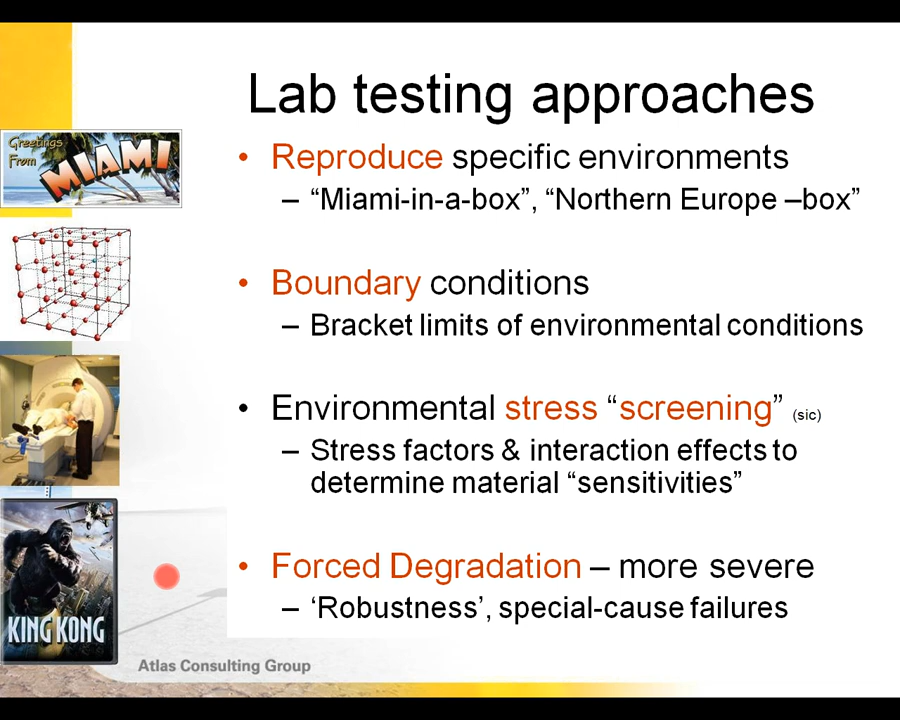 Lab testing approaches
Greetings
From
MIAMI
• Reproduce specific environments
– “Miami-in-a-box”, “Northern Europe –box”
• Boundary conditions
– Bracket limits of environmental conditions
• Environmental stress “screening” (sic)
– Stress factors & interaction effects to
determine material “sensitivities”
• Forced Degradation – more severe
– ‘Robustness’, special-cause failures
KING KONG
Atlas Consulting Group